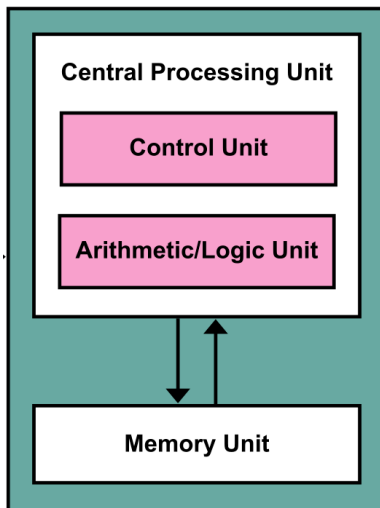 Central Processing Unit
Control Unit
Arithmetic/Logic Unit
Memory Unit